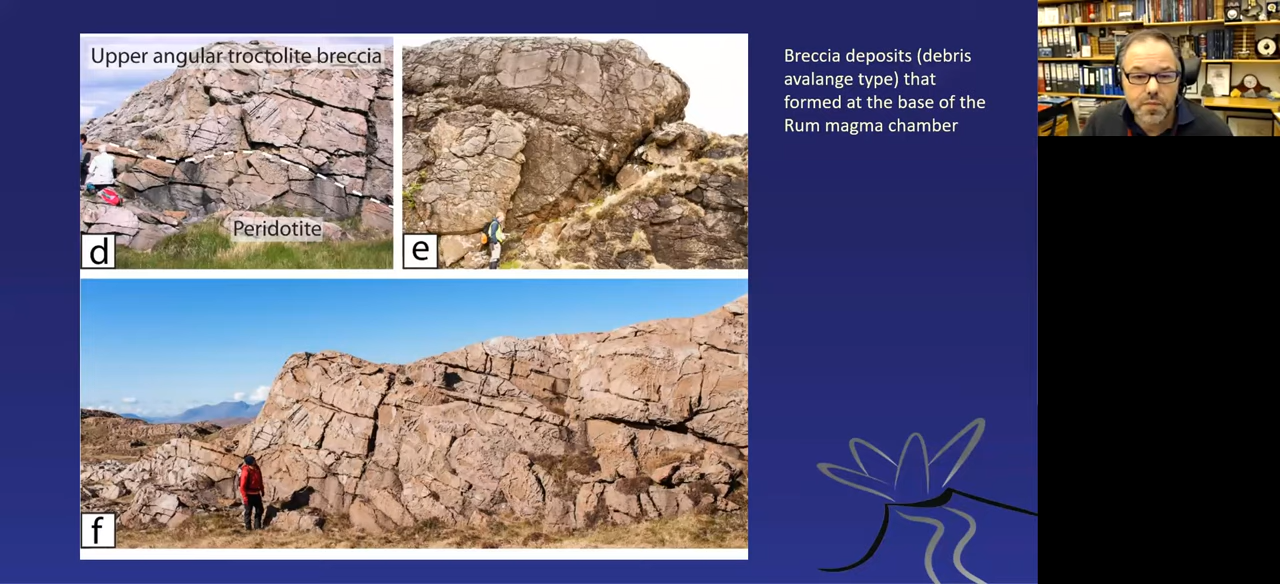 Upper angular troctolite breccia
Peridotite
d
e
f
Breccia deposits (debris
avalange type) that
formed at the base of the
Rum magma chamber